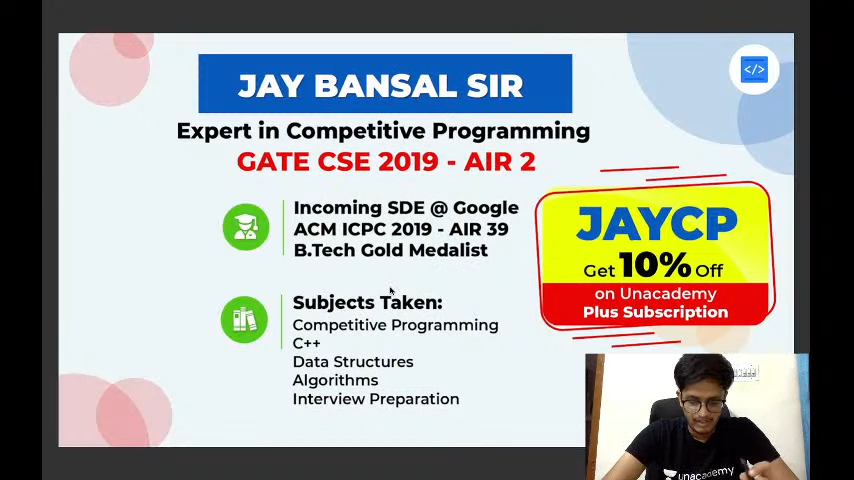 JAY BANSAL SIR
</>
Expert in Competitive Programming
GATE CSE 2019 - AIR 2
Incoming SDE @ Google
ACM ICPC 2019 - AIR 39
B.Tech Gold Medalist
JAYCP
Get 10% Off
on Unacademy
Plus Subscription
Subjects Taken:
Competitive Programming
C++
Data Structures
Algorithms
Interview Preparation
unacademy